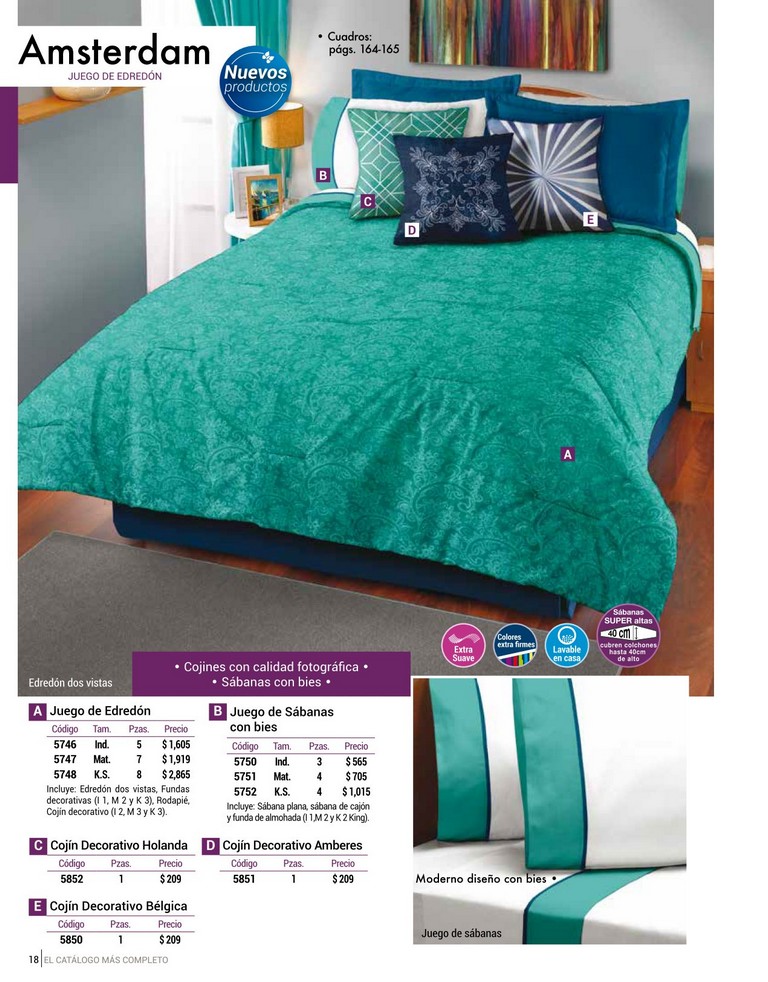 Amsterdam
JUEGO DE EDREDÓN
Nuevos
productos
• Cuadros:
págs. 164-165
B
C
D
E
A
Extra
Suave
Colores
extra firmes
Lavable
en casa
Sábanas
SUPER altas
40 cm
cubren colchones
hasta 40cm
de alto
Edredón dos vistas
• Cojines con calidad fotográfica •
• Sábanas con bies •
A Juego de Edredón
Código Tam. Pzas. Precio
5746 Ind. 5 $1,605
5747 Mat. 7 $1,919
5748 K.S. 8 $2,865
Incluye: Edredón dos vistas, Fundas
decorativas (I 1, M 2 y K 3), Rodapié,
Cojín decorativo (I 2, M 3 y K 3).
B Juego de Sábanas
con bies
Código Tam. Pzas. Precio
5750 Ind. 3 $565
5751 Mat. 4 $705
5752 K.S. 4 $1,015
Incluye: Sábana plana, sábana de cajón
y funda de almohada (I 1,M 2 y K 2 King).
C Cojín Decorativo Holanda
Código Pzas. Precio
5852 1 $209
D Cojín Decorativo Amberes
Código Pzas. Precio
5851 1 $209
E Cojín Decorativo Bélgica
Código Pzas. Precio
5850 1 $209
Moderno diseño con bies •
Juego de sábanas
18 EL CATÁLOGO MÁS COMPLETO